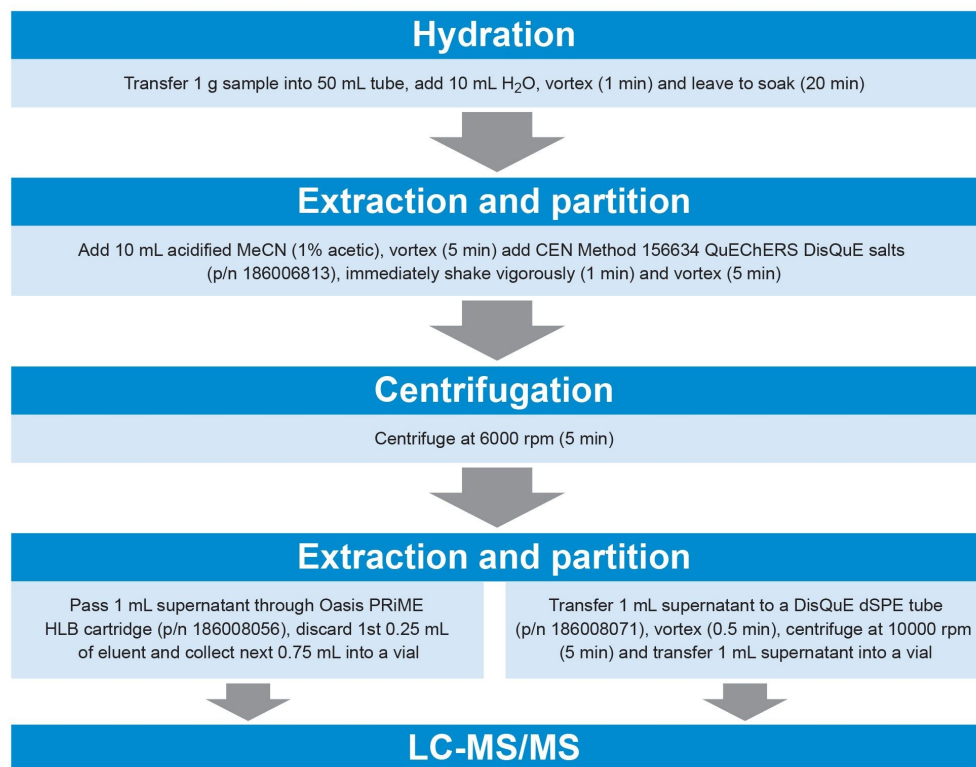 Hydration
Transfer 1 g sample into 50 mL tube, add 10 mL H₂O, vortex (1 min) and leave to soak (20 min)
Extraction and partition
Add 10 mL acidified MeCN (1% acetic), vortex (5 min) add CEN Method 156634 QuEChERS DisQuE salts
(p/n 186006813), immediately shake vigorously (1 min) and vortex (5 min)
Centrifugation
Centrifuge at 6000 rpm (5 min)
Extraction and partition
Pass 1 mL supernatant through Oasis PRiME
HLB cartridge (p/n 186008056), discard 1st 0.25 mL
of eluent and collect next 0.75 mL into a vial
Transfer 1 mL supernatant to a DisQuE dSPE tube
(p/n 186008071), vortex (0.5 min), centrifuge at 10000 rpm
(5 min) and transfer 1 mL supernatant into a vial
LC-MS/MS